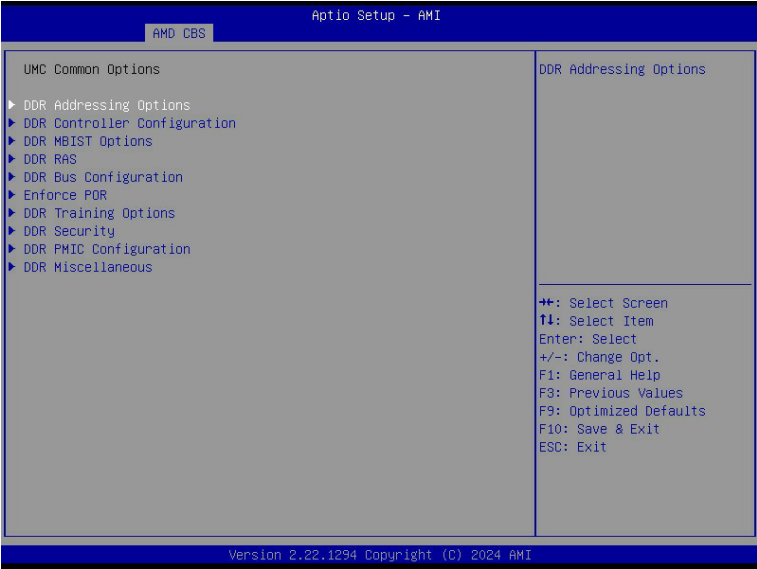 Aptio Setup – AMI
AMD CBS
UMC Common Options
DDR Addressing Options
DDR Controller Configuration
DDR MBIST Options
DDR RAS
DDR Bus Configuration
Enforce POR
DDR Training Options
DDR Security
DDR PMIC Configuration
DDR Miscellaneous
DDR Addressing Options
→←: Select Screen
↑↓: Select Item
Enter: Select
+/-: Change Opt.
F1: General Help
F3: Previous Values
F9: Optimized Defaults
F10: Save & Exit
ESC: Exit
Version 2.22.1294 Copyright (C) 2024 AMI